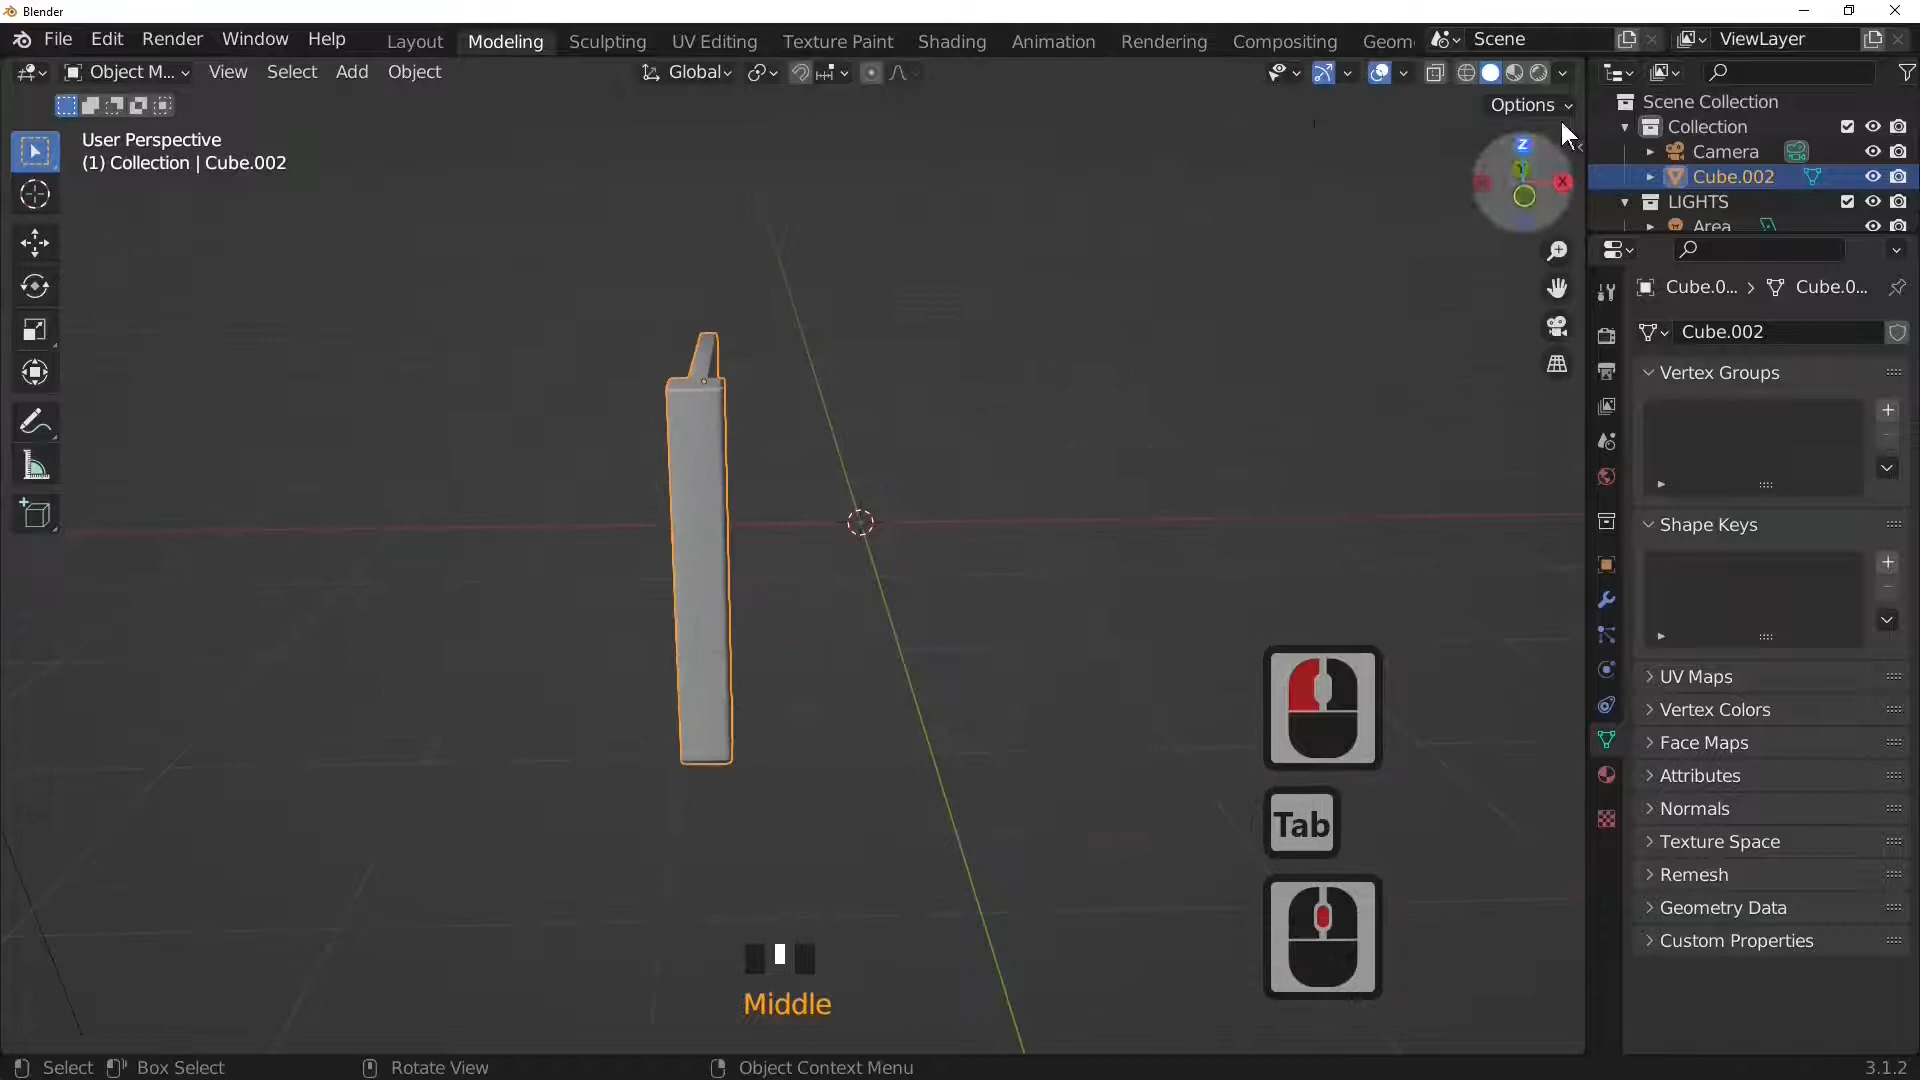 Blender
File Edit Render Window Help Layout Modeling Sculpting UV Editing Texture Paint Shading Animation Rendering Compositing Geom Scene ViewLayer
Object M... View Select Add Object Global
Options
User Perspective
(1) Collection | Cube.002
Z
X
Scene Collection
Collection
Camera
Cube.002
LIGHTS
Area
Cube.0... > Cube.0...
Cube.002
Vertex Groups
Shape Keys
UV Maps
Vertex Colors
Face Maps
Attributes
Normals
Texture Space
Remesh
Geometry Data
Custom Properties
Tab
Middle
Select Box Select Rotate View Object Context Menu 3.1.2